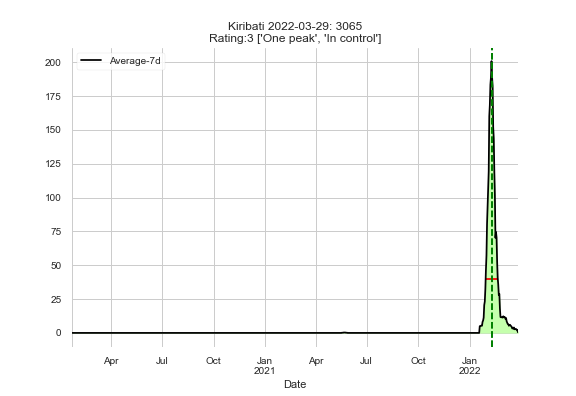 Kiribati 2022-03-29: 3065
Rating:3 ['One peak', 'In control']
Average-7d
200
175
150
125
100
75
50
25
0
Apr Jul Oct Jan Apr Jul Oct Jan
2021 2022
Date